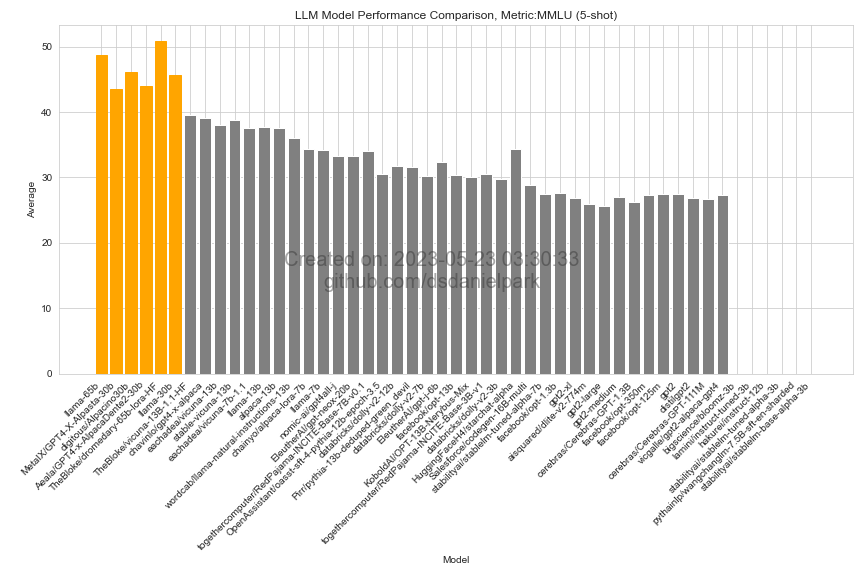 LLM Model Performance Comparison, Metric:MMLU (5-shot)
50
40
30
20
10
0
Average
Created on: 2023-05-23 03:30:33
github.com/dsdanielpark
llama-65b
MetaIX/GPT4-X-Alpasta-30b
digitous/Alpacino30b
Aeala/GPT4-x-AlpacaDente2-30b
TheBloke/dromedary-65b-lora-HF
llama-30b
TheBloke/vicuna-13B-1.1-HF
chavinlo/gpt4-x-alpaca
eachadea/vicuna-13b
stable-vicuna-13b
eachadea/vicuna-7b-1.1
llama-13b
alpaca-13b
wordcab/llama-natural-instructions-13b
chainyo/alpaca-lora-7b
llama-7b
nomic-ai/gpt4all-j
EleutherAI/gpt-neox-20b
togethercomputer/RedPajama-INCITE-Base-7B-v0.1
OpenAssistant/oasst-sft-4-pythia-12b-epoch-3.5
databricks/dolly-v2-12b
Pirr/pythia-13b-deduped-green_devil
databricks/dolly-v2-7b
EleutherAI/gpt-j-6b
facebook/opt-13b
KoboldAI/OPT-13B-Nerybus-Mix
togethercomputer/RedPajama-INCITE-Base-3B-v1
databricks/dolly-v2-3b
HuggingFaceH4/starchat-alpha
Salesforce/codegen-16B-multi
stabilityai/stablelm-tuned-alpha-7b
facebook/opt-1.3b
gpt2-xl
aisquared/dlite-v2-774m
gpt2-large
gpt2-medium
cerebras/Cerebras-GPT-1.3B
facebook/opt-350m
facebook/opt-125m
gpt2
distilgpt2
cerebras/Cerebras-GPT-111M
vicgalle/gpt2-alpaca-gpt4
bigscience/bloomz-3b
lamini/instruct-tuned-3b
hakurei/instruct-12b
stabilityai/stablelm-tuned-alpha-3b
pythainlp/wangchanglm-7.5B-sft-en-sharded
stabilityai/stablelm-base-alpha-3b
Model